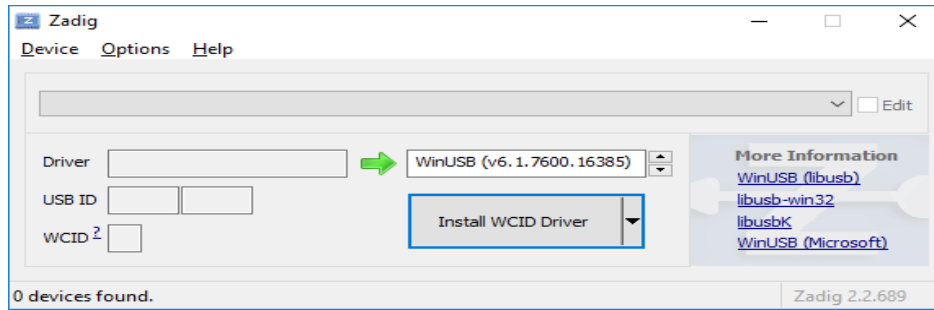 Zadig
Device Options Help
Edit
Driver
WinUSB (v6.1.7600.16385)
USB ID
WCID ?
Install WCID Driver
More Information
WinUSB (libusb)
libusb-win32
libusbK
WinUSB (Microsoft)
0 devices found.
Zadig 2.2.689